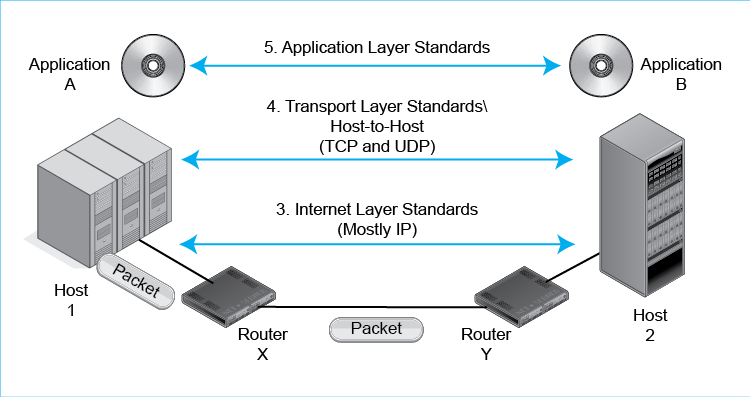 5. Application Layer Standards
Application
A
Application
B
4. Transport Layer Standards\
Host-to-Host
(TCP and UDP)
3. Internet Layer Standards
(Mostly IP)
Packet
Host
1
Packet
Router
X
Router
Y
Host
2